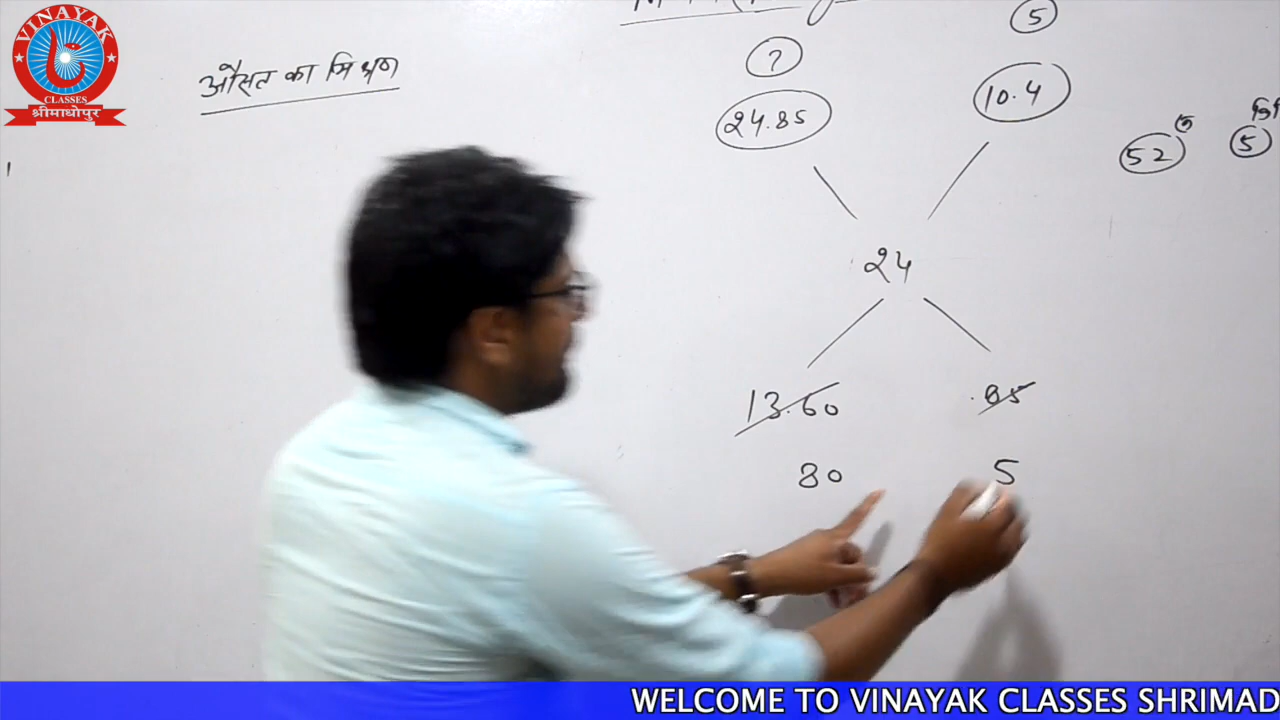 VINAYAK
CLASSES
श्रीमाधोपुर
औसत का मिश्रण
?
5
24.85
10.4
52
5
24
13.60
.85
80
5
WELCOME TO VINAYAK CLASSES SHRIMAD